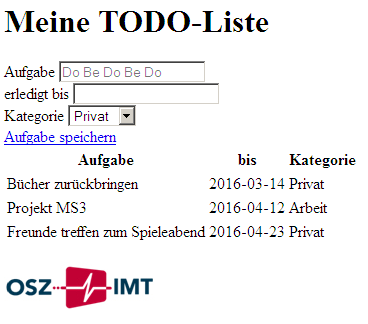 Meine TODO-Liste
Aufgabe Do Be Do Be Do
erledigt bis
Kategorie Privat
Aufgabe speichern
Aufgabe bis Kategorie
Bücher zurückbringen 2016-03-14 Privat
Projekt MS3 2016-04-12 Arbeit
Freunde treffen zum Spieleabend 2016-04-23 Privat
OSZ IMT